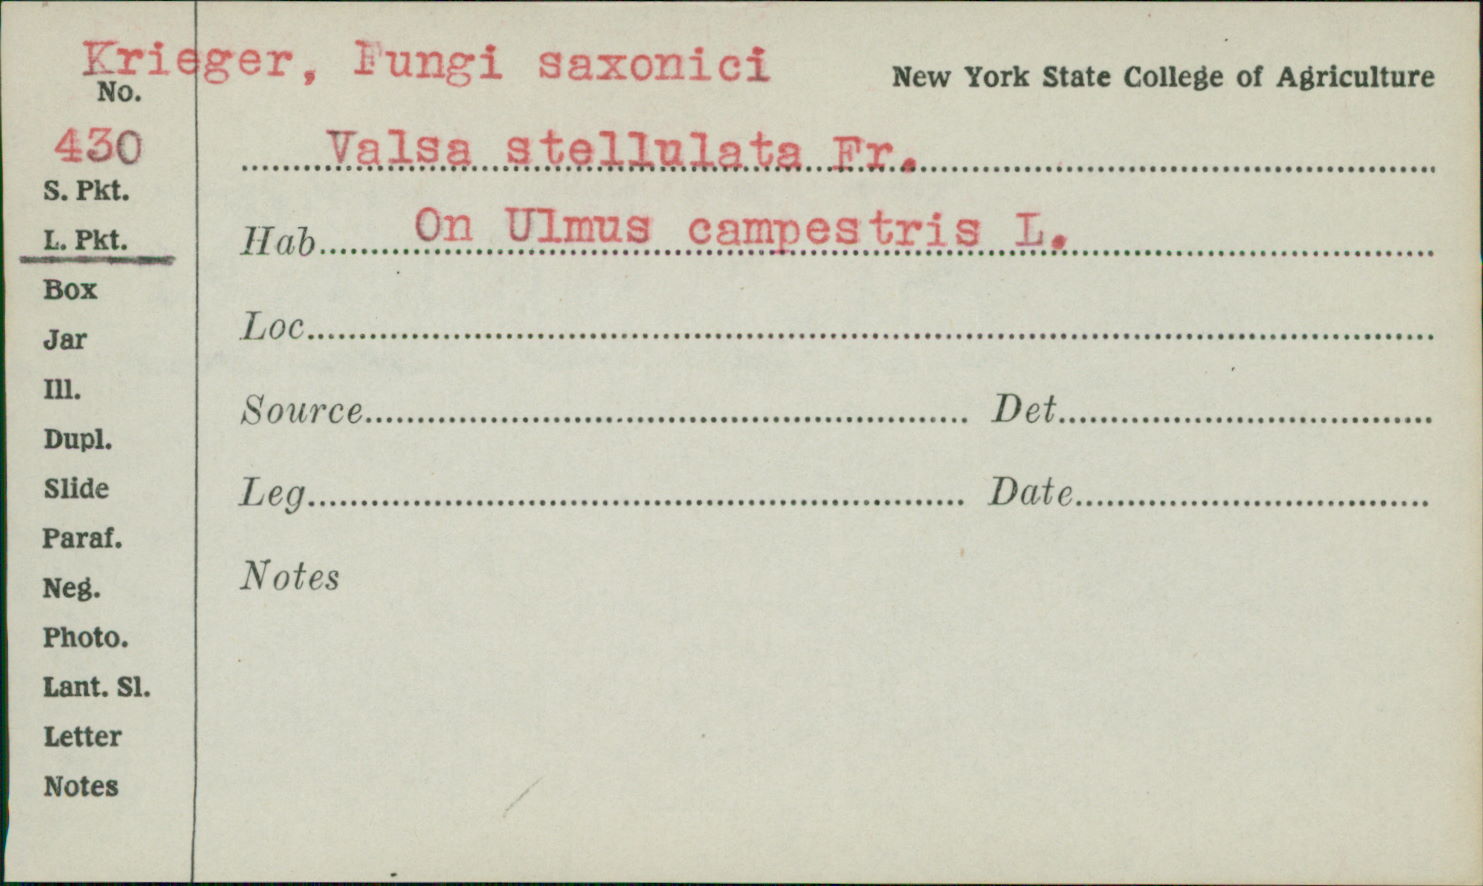 Krieger, Fungi saxonici
New York State College of Agriculture
No.
430
Valsa stellulata Fr.
S. Pkt.
Hab. On Ulmus campestris L.
L. Pkt.
Box
Loc.
Jar
Ill.
Source Det.
Dupl.
Slide
Leg. Date
Paraf.
Notes
Neg.
Photo.
Lant. Sl.
Letter
Notes